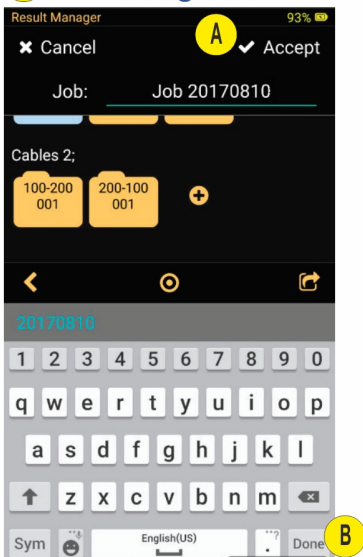 Result Manager 93%
A
✖ Cancel ✔ Accept
Job: Job 20170810
Cables 2;
100-200 200-100
001 001
20170810
1 2 3 4 5 6 7 8 9 0
q w e r t y u i o p
a s d f g h j k l
z x c v b n m
Sym English(US) . Done B